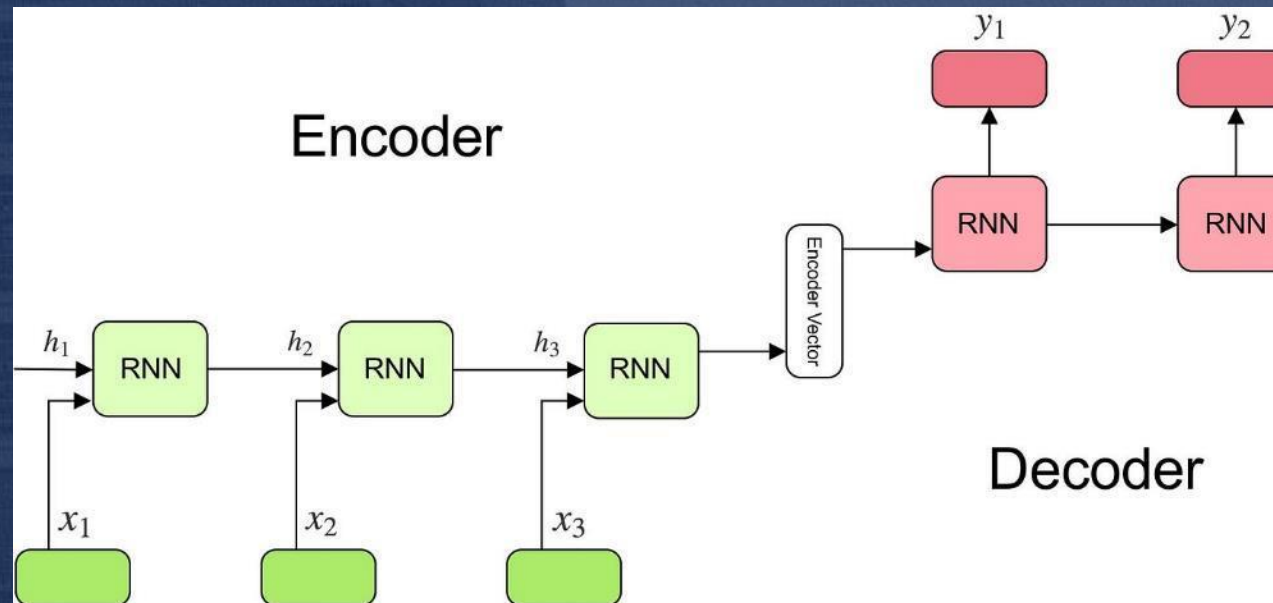 y₁ y₂
Encoder
RNN RNN
Encoder Vector
h₁ RNN h₂ RNN h₃ RNN
Decoder
x₁ x₂ x₃